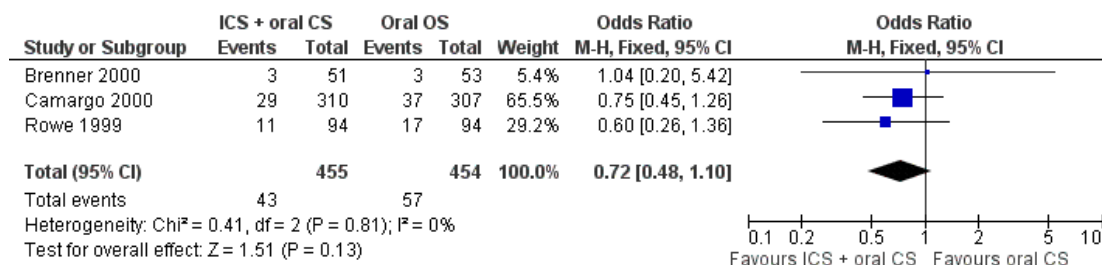 ICS + oral CS Oral OS Odds Ratio Odds Ratio
Study or Subgroup Events Total Events Total Weight M-H, Fixed, 95% CI M-H, Fixed, 95% CI
Brenner 2000 3 51 3 53 5.4% 1.04 [0.20, 5.42]
Camargo 2000 29 310 37 307 65.5% 0.75 [0.45, 1.26]
Rowe 1999 11 94 17 94 29.2% 0.60 [0.26, 1.36]
Total (95% CI) 455 454 100.0% 0.72 [0.48, 1.10]
Total events 43 57
Heterogeneity: Chi² = 0.41, df = 2 (P = 0.81); I² = 0%
Test for overall effect: Z = 1.51 (P = 0.13)
0.1 0.2 0.5 1 2 5 10
Favours ICS + oral CS Favours oral CS